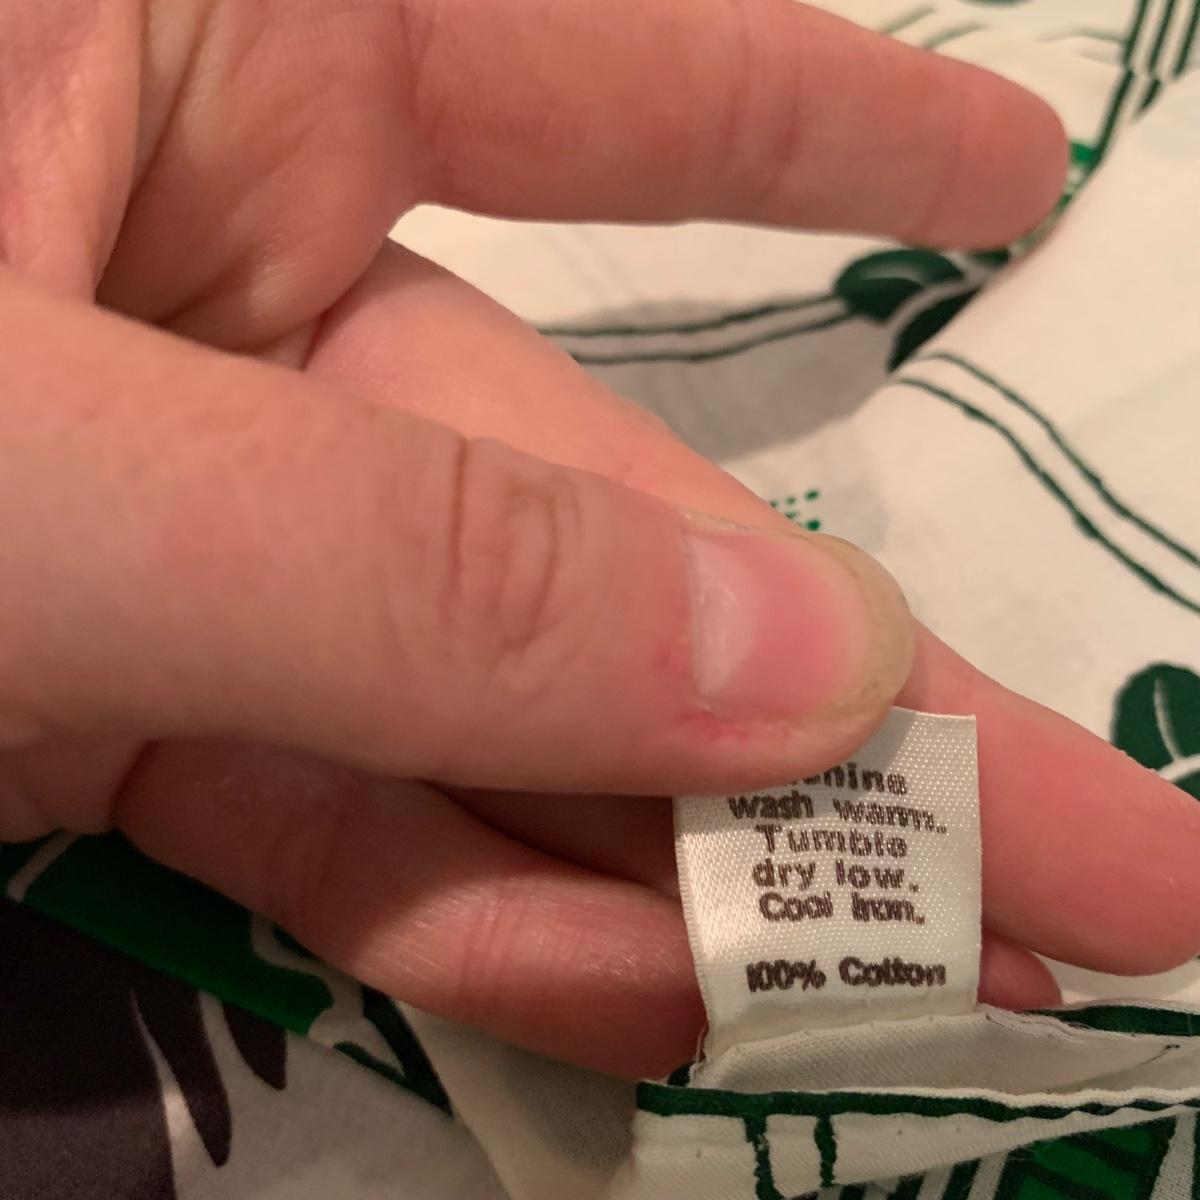 wash warm.
Tumble
dry low.
Cool Iron.
100% Cotton